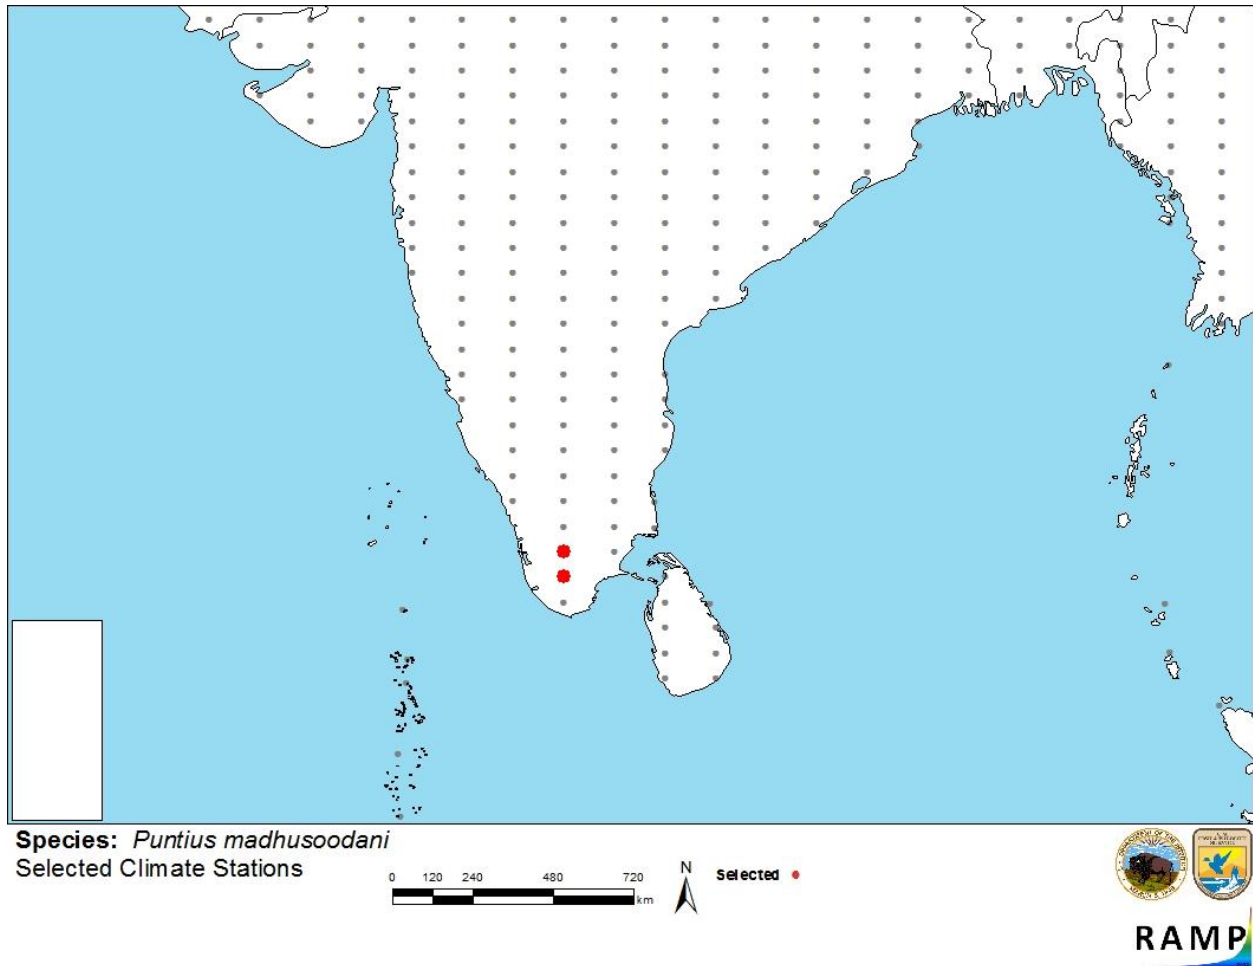 Species: Puntius madhusoodani
Selected Climate Stations
0 120 240 480 720
km
N
Selected
RAMP